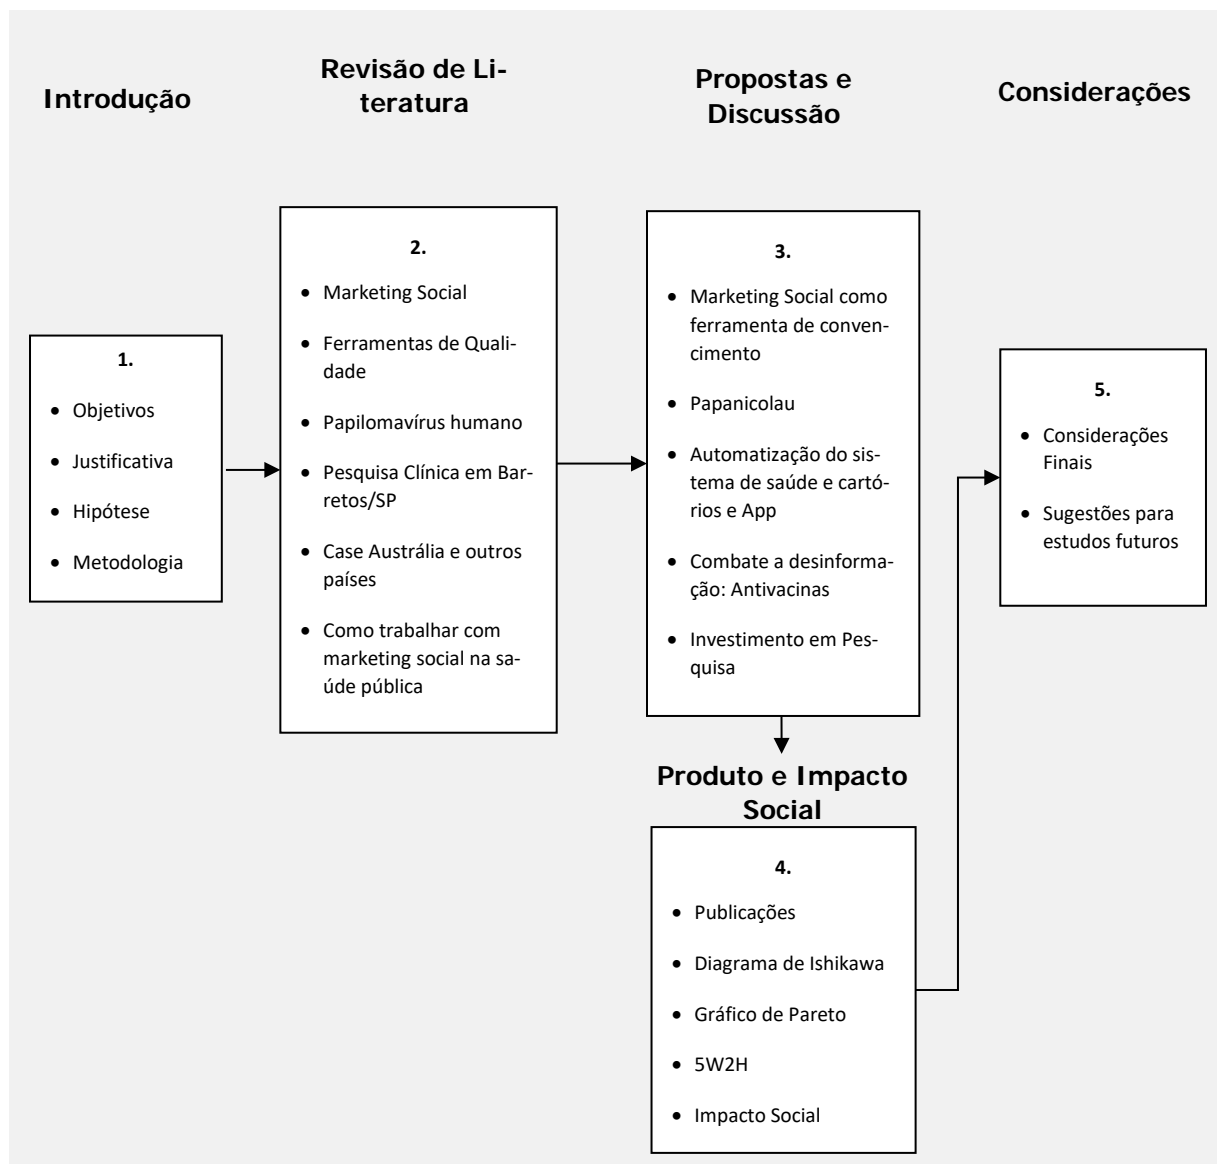 Introdução
Revisão de Li-
teratura
Propostas e
Discussão
Considerações
1.
• Objetivos
• Justificativa
• Hipótese
• Metodologia
2.
• Marketing Social
• Ferramentas de Quali-
dade
• Papilomavírus humano
• Pesquisa Clínica em Bar-
retos/SP
• Case Austrália e outros
países
• Como trabalhar com
marketing social na sa-
úde pública
3.
• Marketing Social como
ferramenta de conven-
cimento
• Papanicolau
• Automatização do sis-
tema de saúde e cartó-
rios e App
• Combate a desinforma-
ção: Antivacinas
• Investimento em Pes-
quisa
Produto e Impacto
Social
4.
• Publicações
• Diagrama de Ishikawa
• Gráfico de Pareto
• 5W2H
• Impacto Social
5.
• Considerações
Finais
• Sugestões para
estudos futuros